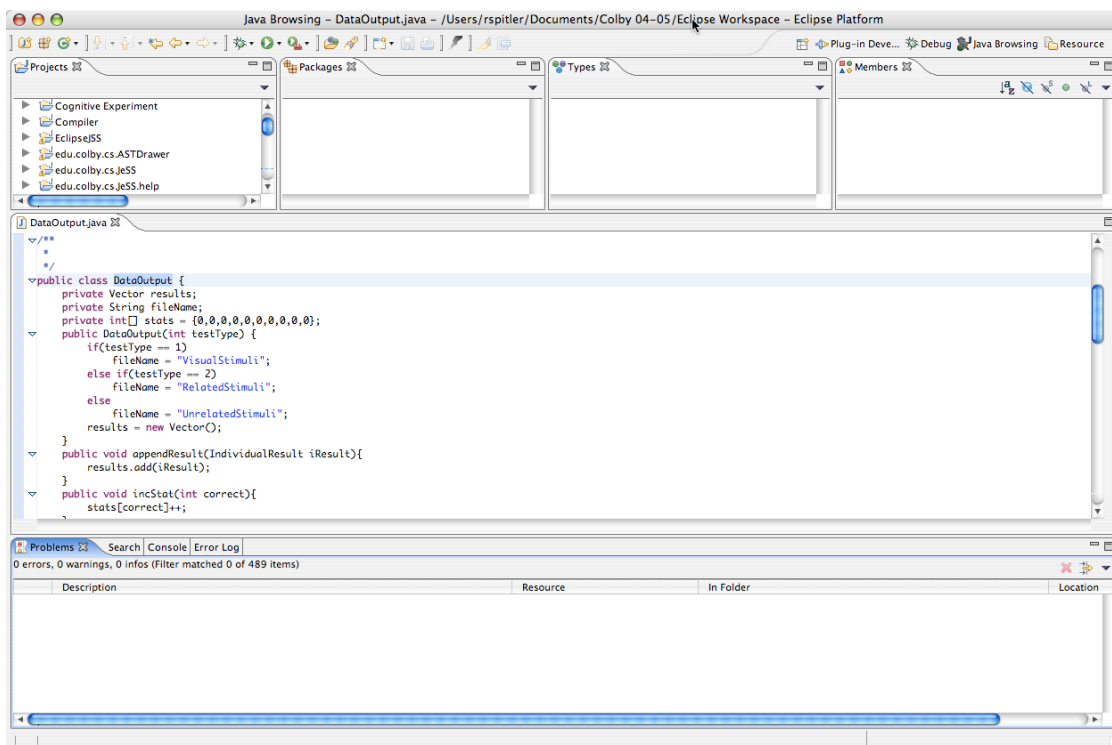 Java Browsing – DataOutput.java – /Users/rspitler/Documents/Colby 04–05/Eclipse Workspace – Eclipse Platform
Plug-in Deve... Debug Java Browsing Resource
Projects Packages Types Members
Cognitive Experiment
Compiler
EclipseJSS
edu.colby.cs.ASTDrawer
edu.colby.cs.JeSS
edu.colby.cs.JeSS.help
DataOutput.java
/**
*
*/
public class DataOutput {
private Vector results;
private String fileName;
private int[] stats = {0,0,0,0,0,0,0,0,0,0};
public DataOutput(int testType) {
if(testType == 1)
fileName = "VisualStimuli";
else if(testType == 2)
fileName = "RelatedStimuli";
else
fileName = "UnrelatedStimuli";
results = new Vector();
}
public void appendResult(IndividualResult iResult){
results.add(iResult);
}
public void incStat(int correct){
stats[correct]++;
Problems Search Console Error Log
0 errors, 0 warnings, 0 infos (Filter matched 0 of 489 items)
Description Resource In Folder Location